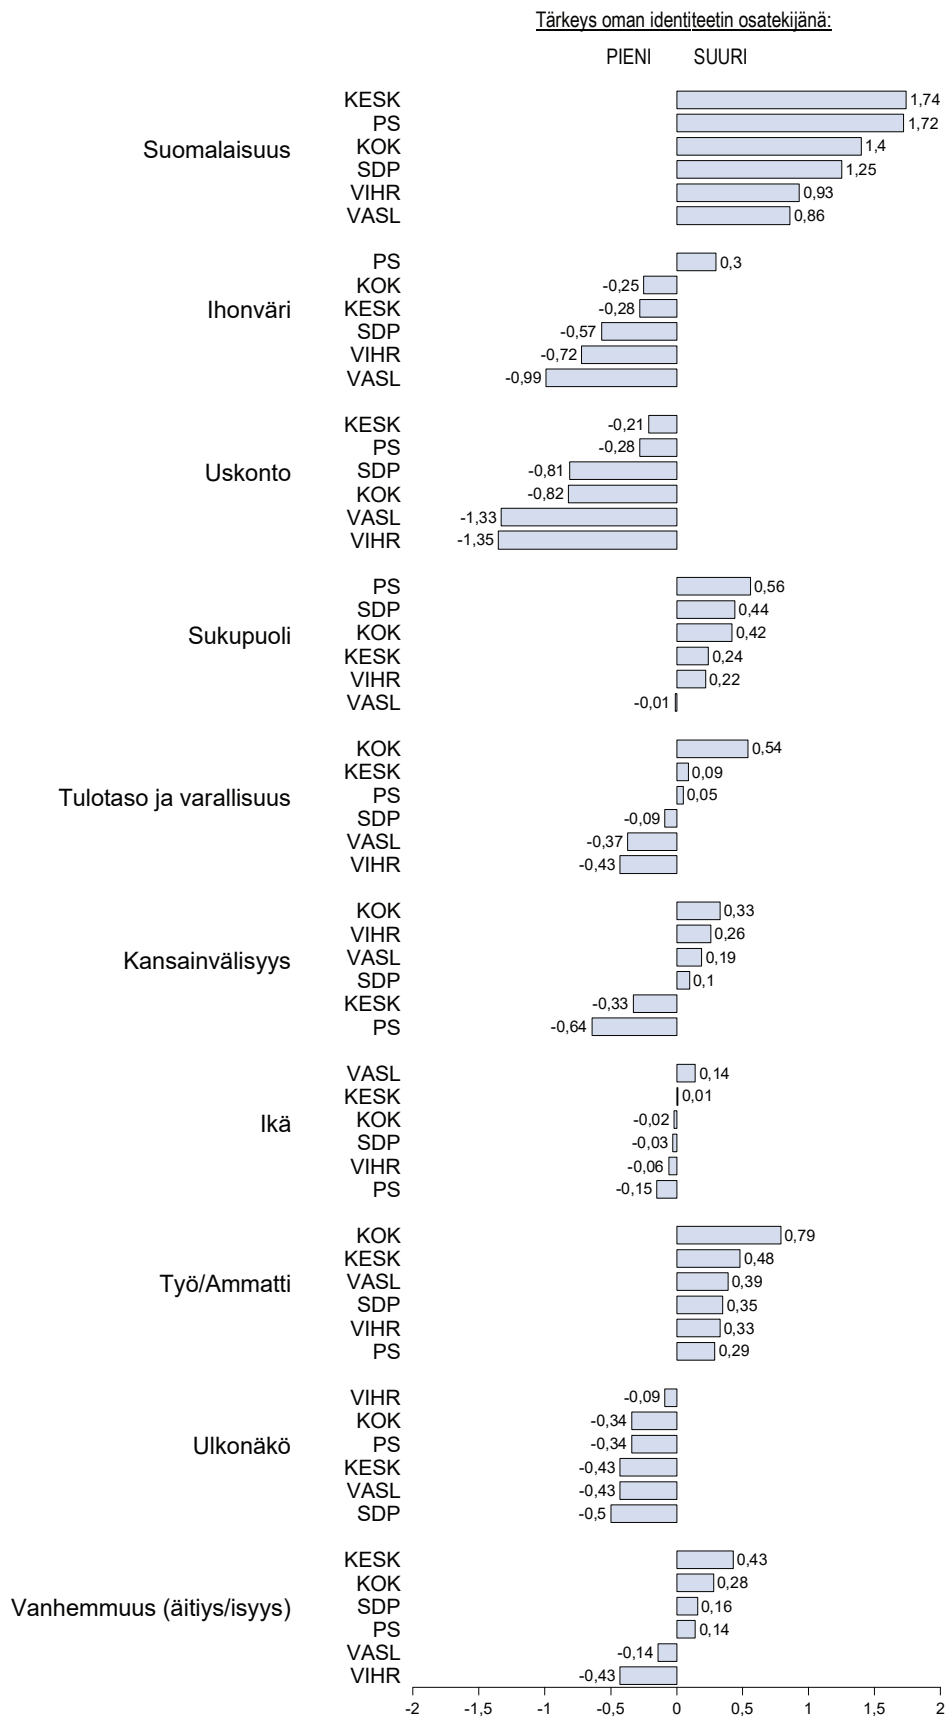 Tärkeys oman identiteetin osatekijänä:
PIENI SUURI
Suomalaisuus
KESK 1,74
PS 1,72
KOK 1,4
SDP 1,25
VIHR 0,93
VASL 0,86
Ihonväri
PS 0,3
KOK -0,25
KESK -0,28
SDP -0,57
VIHR -0,72
VASL -0,99
Uskonto
KESK -0,21
PS -0,28
SDP -0,81
KOK -0,82
VASL -1,33
VIHR -1,35
Sukupuoli
PS 0,56
SDP 0,44
KOK 0,42
KESK 0,24
VIHR 0,22
VASL -0,01
Tulotaso ja varallisuus
KOK 0,54
KESK 0,09
PS 0,05
SDP -0,09
VASL -0,37
VIHR -0,43
Kansainvälisyys
KOK 0,33
VIHR 0,26
VASL 0,19
SDP 0,1
KESK -0,33
PS -0,64
Ikä
VASL 0,14
KESK 0,01
KOK -0,02
SDP -0,03
VIHR -0,06
PS -0,15
Työ/Ammatti
KOK 0,79
KESK 0,48
VASL 0,39
SDP 0,35
VIHR 0,33
PS 0,29
Ulkonäkö
VIHR -0,09
KOK -0,34
PS -0,34
KESK -0,43
VASL -0,43
SDP -0,5
Vanhemmuus (äitiys/isyys)
KESK 0,43
KOK 0,28
SDP 0,16
PS 0,14
VASL -0,14
VIHR -0,43
-2 -1,5 -1 -0,5 0 0,5 1 1,5 2